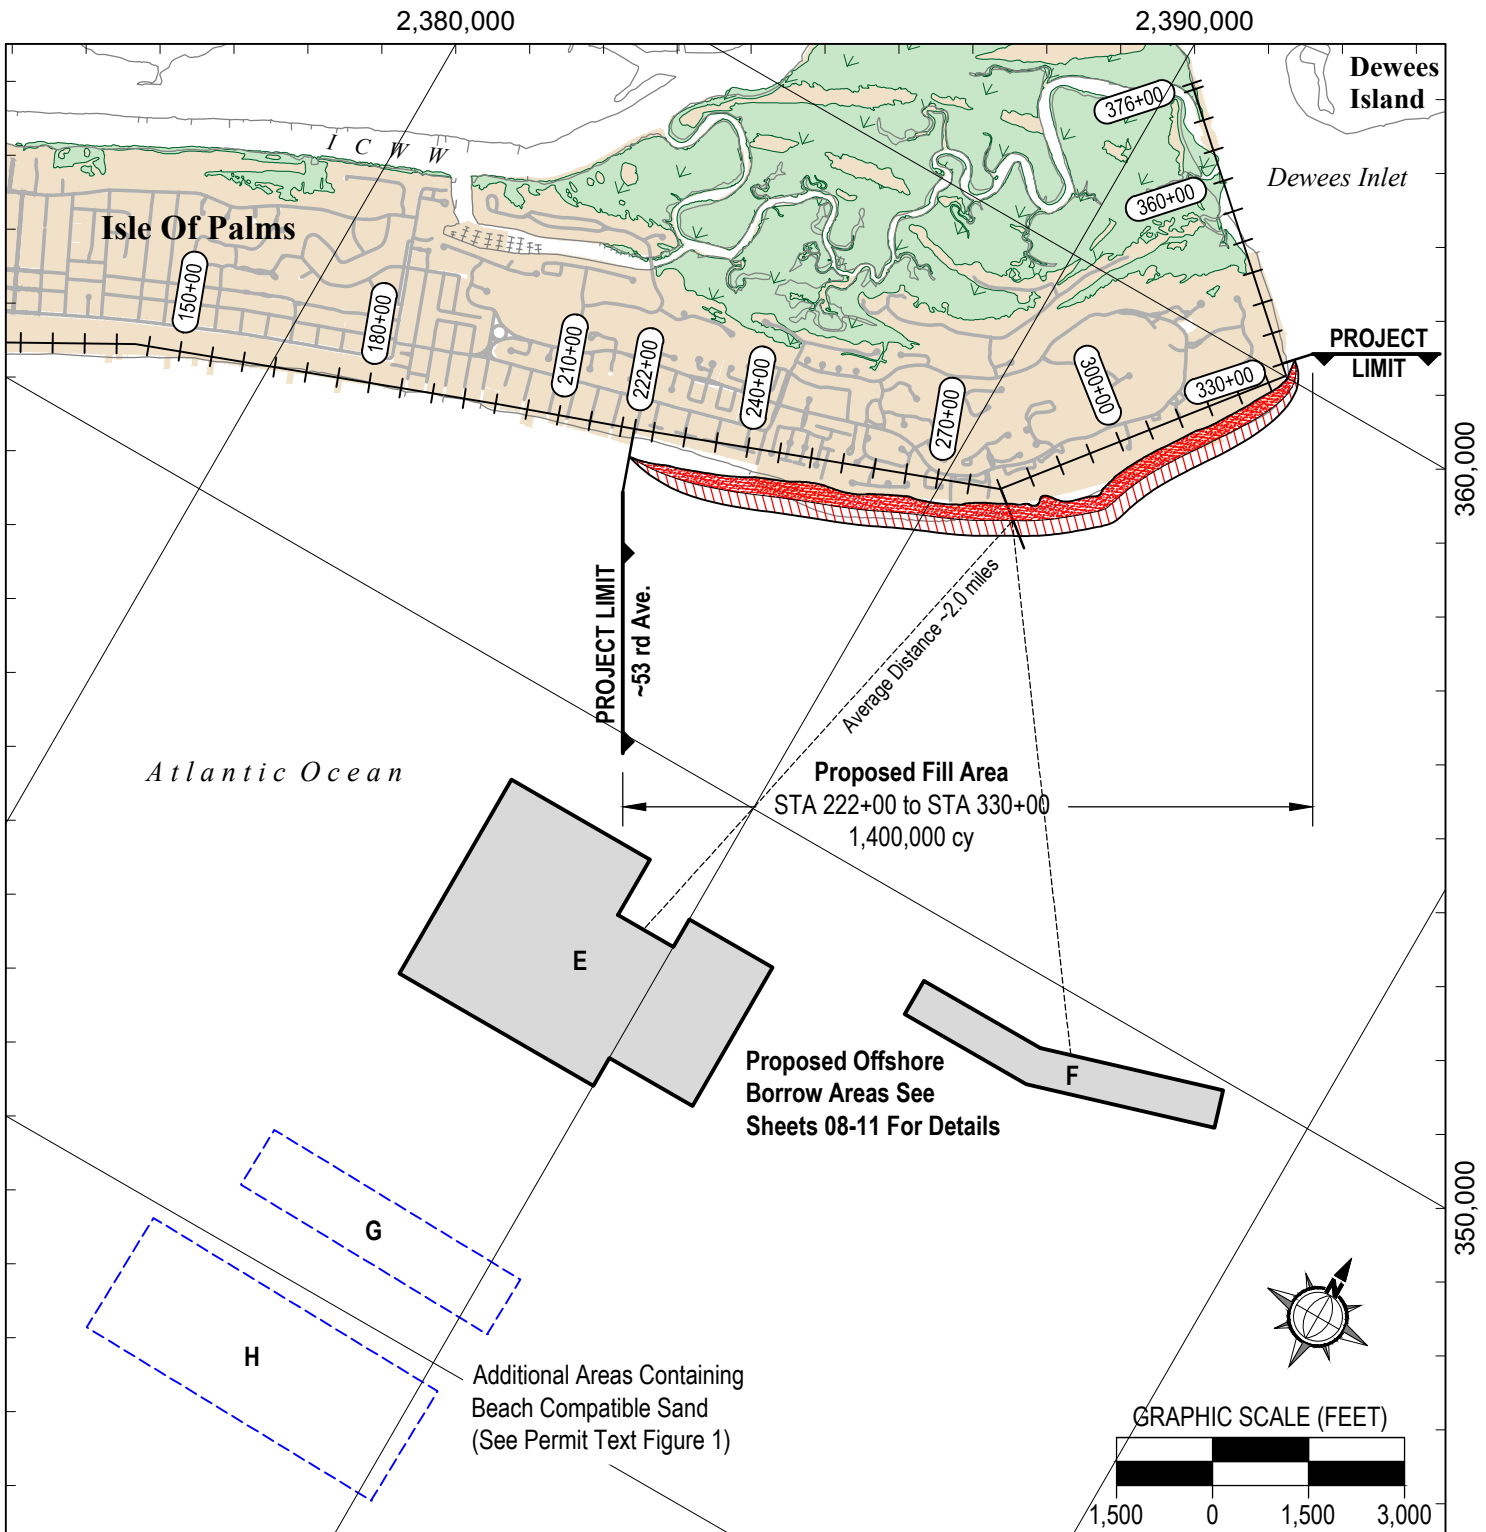 2,380,000
2,390,000
Dewees
Island
376+00
I C W W
Dewees Inlet
360+00
Isle Of Palms
150+00
180+00
210+00
222+00
240+00
270+00
300+00
330+00
PROJECT
LIMIT
360,000
PROJECT LIMIT
~53 rd Ave.
Average Distance ~2.0 miles
Atlantic Ocean
Proposed Fill Area
STA 222+00 to STA 330+00
1,400,000 cy
E
F
Proposed Offshore
Borrow Areas See
Sheets 08-11 For Details
350,000
G
H
N
Additional Areas Containing
Beach Compatible Sand
(See Permit Text Figure 1)
GRAPHIC SCALE (FEET)
1,500 0 1,500 3,000